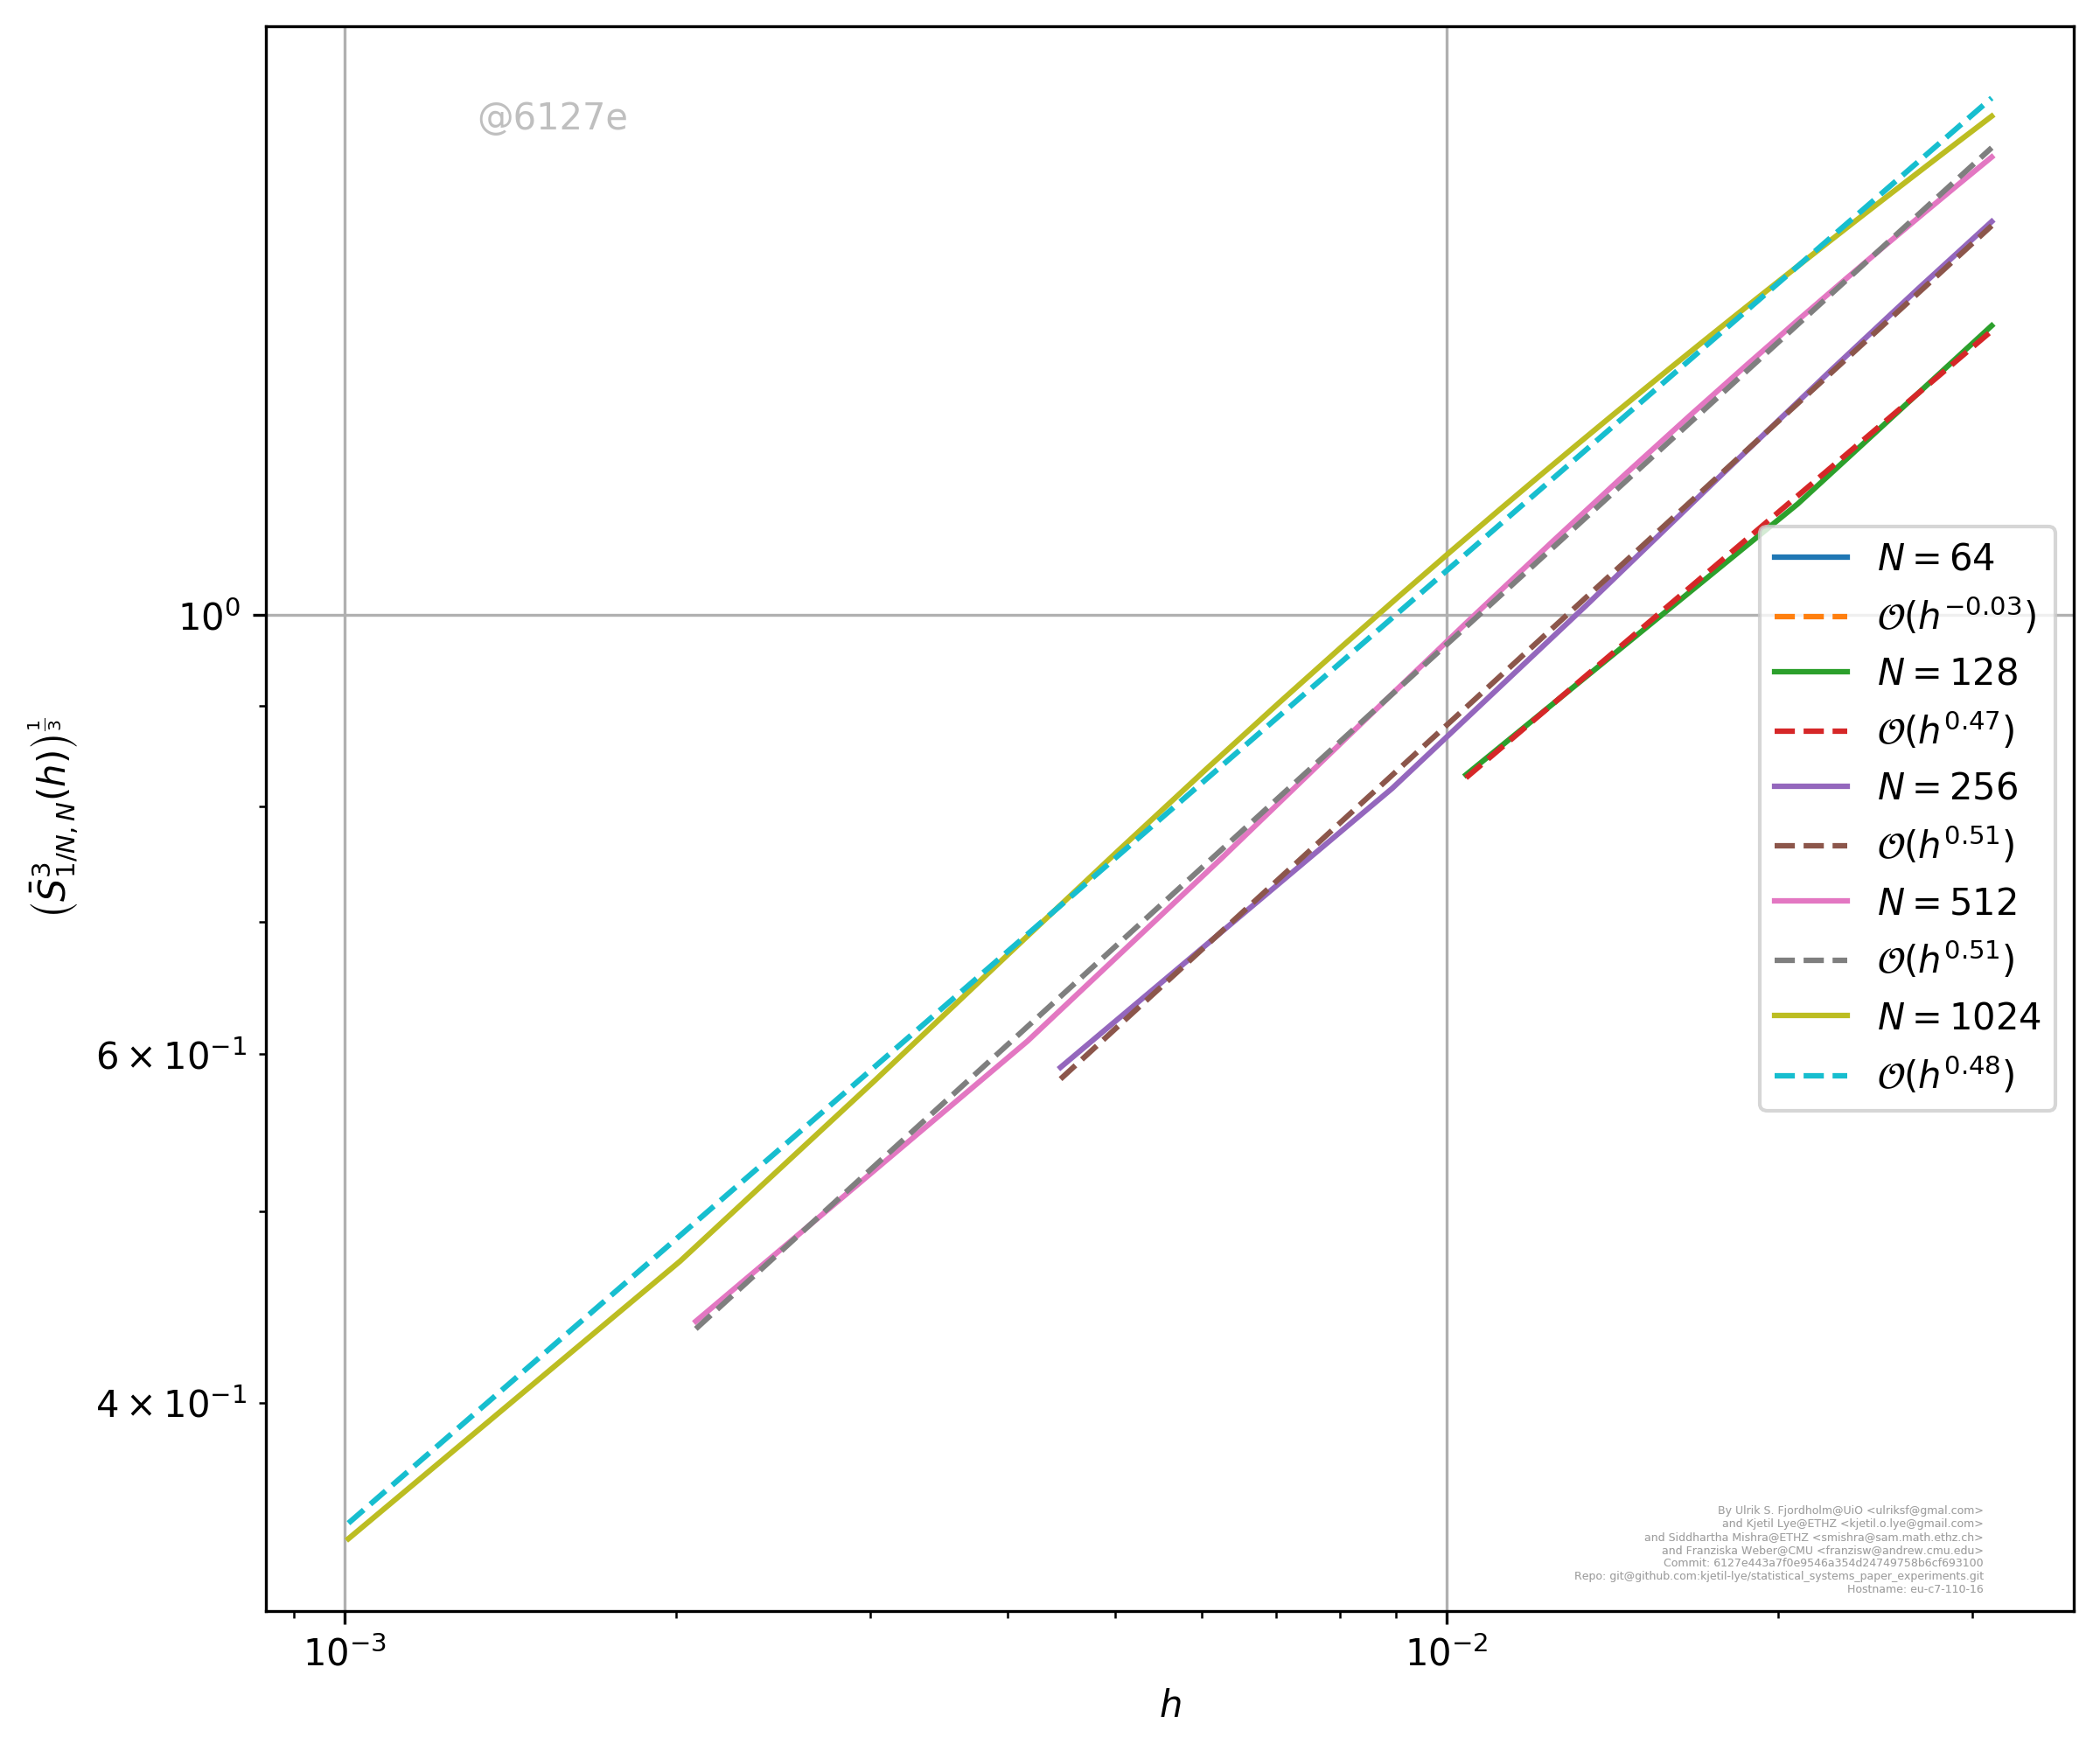 @6127e
10⁰
6 × 10⁻¹
4 × 10⁻¹
(S̄³_{1/N, N}(h))^{1/3}
N = 64
𝒪(h^{−0.03})
N = 128
𝒪(h^{0.47})
N = 256
𝒪(h^{0.51})
N = 512
𝒪(h^{0.51})
N = 1024
𝒪(h^{0.48})
By Ulrik S. Fjordholm@UiO <ulriksf@gmal.com>
and Kjetil Lye@ETHZ <kjetil.o.lye@gmail.com>
and Siddhartha Mishra@ETHZ <smishra@sam.math.ethz.ch>
and Franziska Weber@CMU <franzisw@andrew.cmu.edu>
Commit: 6127e443a7f0e9546a354d24749758b6cf693100
Repo: git@github.com:kjetil-lye/statistical_systems_paper_experiments.git
Hostname: eu-c7-110-16
10⁻³
10⁻²
h